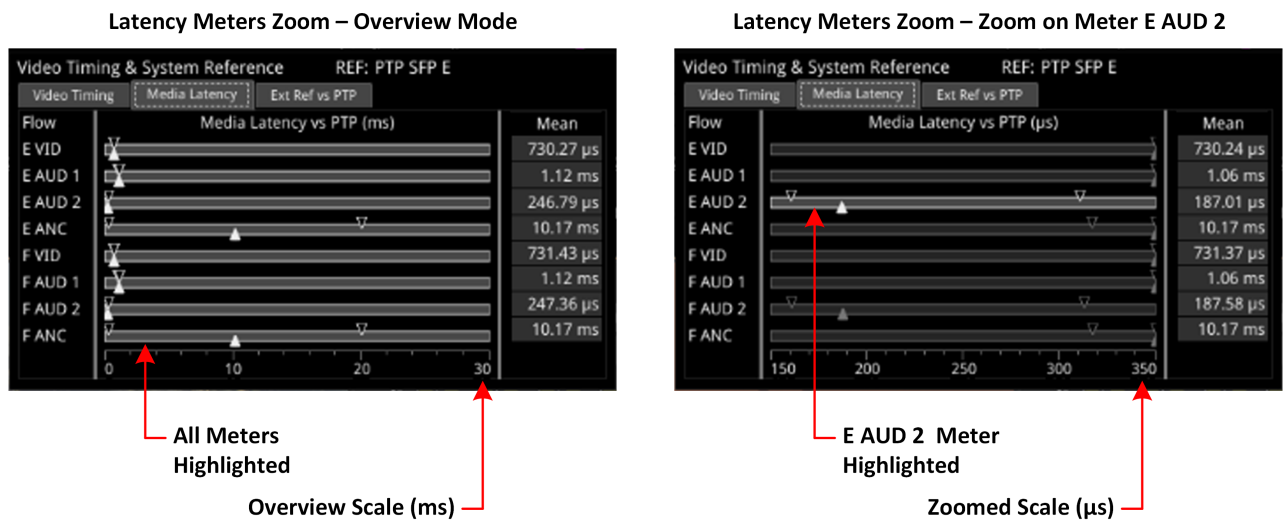 Latency Meters Zoom – Overview Mode
Video Timing & System Reference REF: PTP SFP E
Video Timing Media Latency Ext Ref vs PTP
Flow Media Latency vs PTP (ms) Mean
E VID 730.27 µs
E AUD 1 1.12 ms
E AUD 2 246.79 µs
E ANC 10.17 ms
F VID 731.43 µs
F AUD 1 1.12 ms
F AUD 2 247.36 µs
F ANC 10.17 ms
0 10 20 30
All Meters
Highlighted
Overview Scale (ms)
Latency Meters Zoom – Zoom on Meter E AUD 2
Video Timing & System Reference REF: PTP SFP E
Video Timing Media Latency Ext Ref vs PTP
Flow Media Latency vs PTP (µs) Mean
E VID 730.24 µs
E AUD 1 1.06 ms
E AUD 2 187.01 µs
E ANC 10.17 ms
F VID 731.37 µs
F AUD 1 1.06 ms
F AUD 2 187.58 µs
F ANC 10.17 ms
150 200 250 300 350
E AUD 2 Meter
Highlighted
Zoomed Scale (µs)